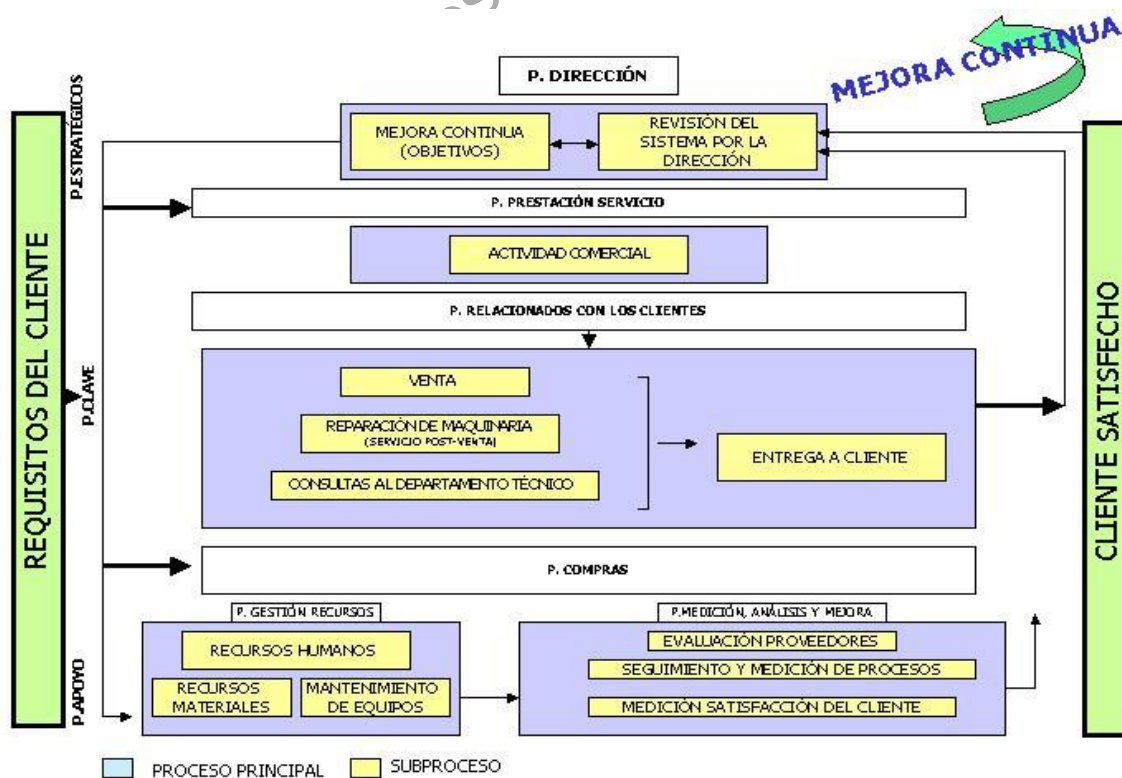 MEJORA CONTINUA
P. DIRECCIÓN
P.ESTRATÉGICOS
MEJORA CONTINUA
(OBJETIVOS)
REVISIÓN DEL
SISTEMA POR LA
DIRECCIÓN
P. PRESTACIÓN SERVICIO
ACTIVIDAD COMERCIAL
P. RELACIONADOS CON LOS CLIENTES
REQUISITOS DEL CLIENTE
P.CLAVE
VENTA
REPARACIÓN DE MAQUINARIA
(SERVICIO POST-VENTA)
CONSULTAS AL DEPARTAMENTO TÉCNICO
ENTREGA A CLIENTE
CLIENTE SATISFECHO
P. COMPRAS
P. GESTIÓN RECURSOS
P.MEDICIÓN, ANÁLISIS Y MEJORA
P.APOYO
RECURSOS HUMANOS
RECURSOS
MATERIALES
MANTENIMIENTO
DE EQUIPOS
EVALUACIÓN PROVEEDORES
SEGUIMIENTO Y MEDICIÓN DE PROCESOS
MEDICIÓN SATISFACCIÓN DEL CLIENTE
PROCESO PRINCIPAL
SUBPROCESO